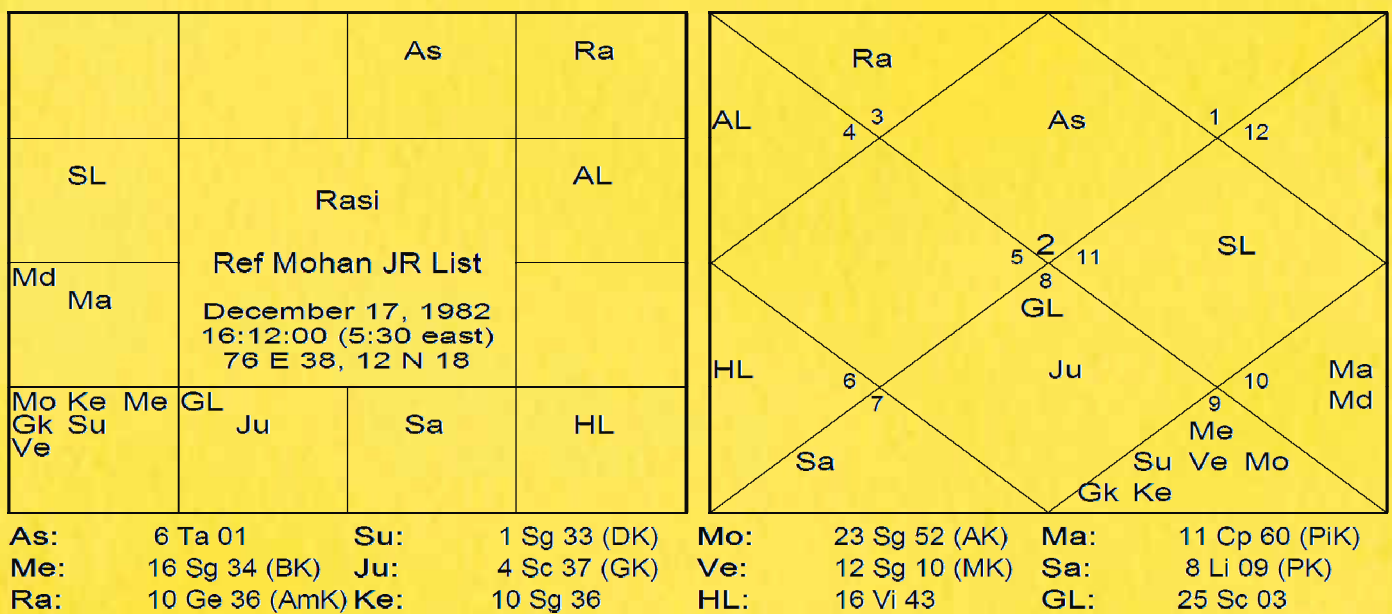 As Ra
SL AL
Rasi
Ref Mohan JR List
December 17, 1982
16:12:00 (5:30 east)
76 E 38, 12 N 18
Md
Ma
Mo Ke Me GL
Gk Su Ju Sa HL
Ve
Ra
AL 4 3 As 1 12
5 2 11 SL
8
GL
HL 6 Ju 10 Ma
7 9 Md
Me
Sa Su Ve Mo
Gk Ke
As: 6 Ta 01 Su: 1 Sg 33 (DK) Mo: 23 Sg 52 (AK) Ma: 11 Cp 60 (PiK)
Me: 16 Sg 34 (BK) Ju: 4 Sc 37 (GK) Ve: 12 Sg 10 (MK) Sa: 8 Li 09 (PK)
Ra: 10 Ge 36 (AmK) Ke: 10 Sg 36 HL: 16 Vi 43 GL: 25 Sc 03